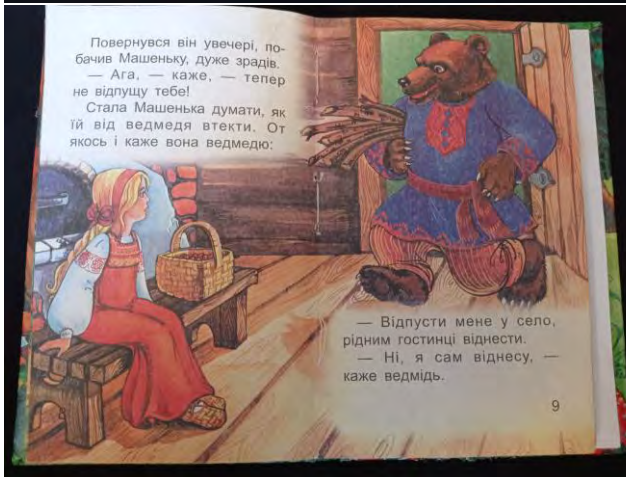 Повернувся він увечері, по-
бачив Машеньку, дуже зрадів.
— Ага, — каже, — тепер
не відпущу тебе!
Стала Машенька думати, як
їй від ведмедя втекти. От
якось і каже вона ведмедю:
— Відпусти мене у село,
рідним гостинці віднести.
— Ні, я сам віднесу, —
каже ведмідь.
9